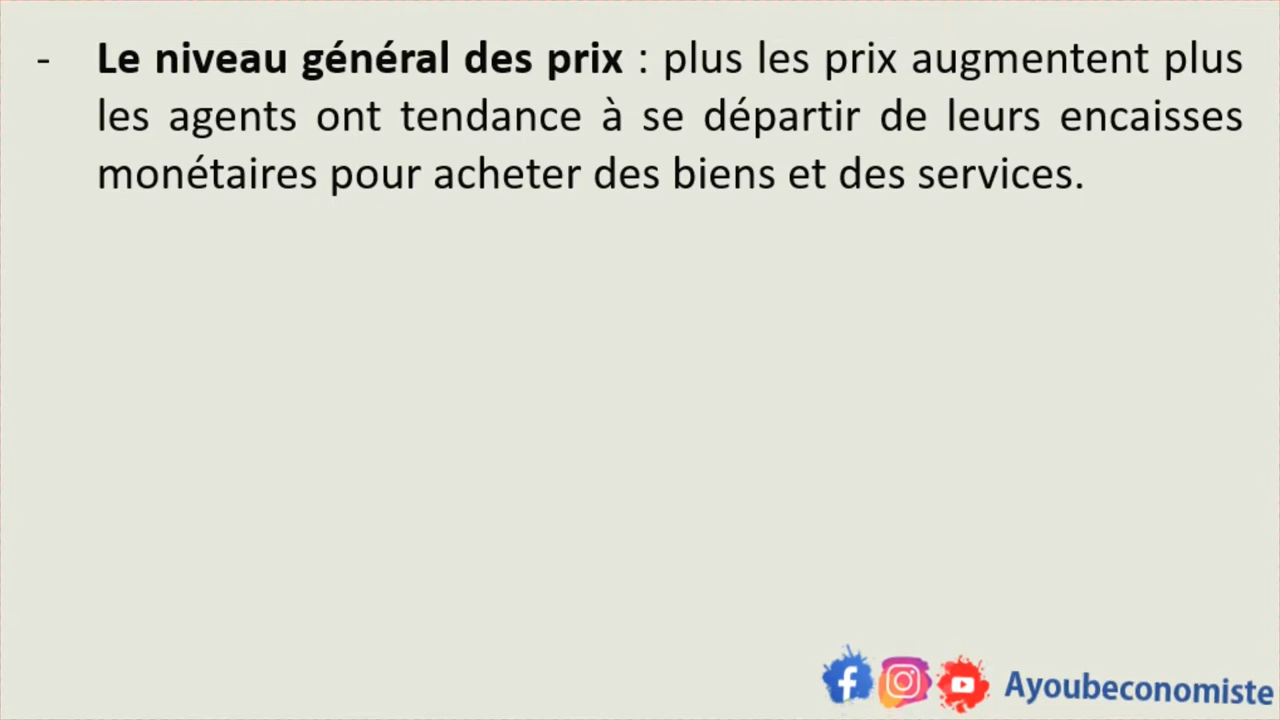 - Le niveau général des prix : plus les prix augmentent plus
les agents ont tendance à se départir de leurs encaisses
monétaires pour acheter des biens et des services.
Ayoubeconomiste